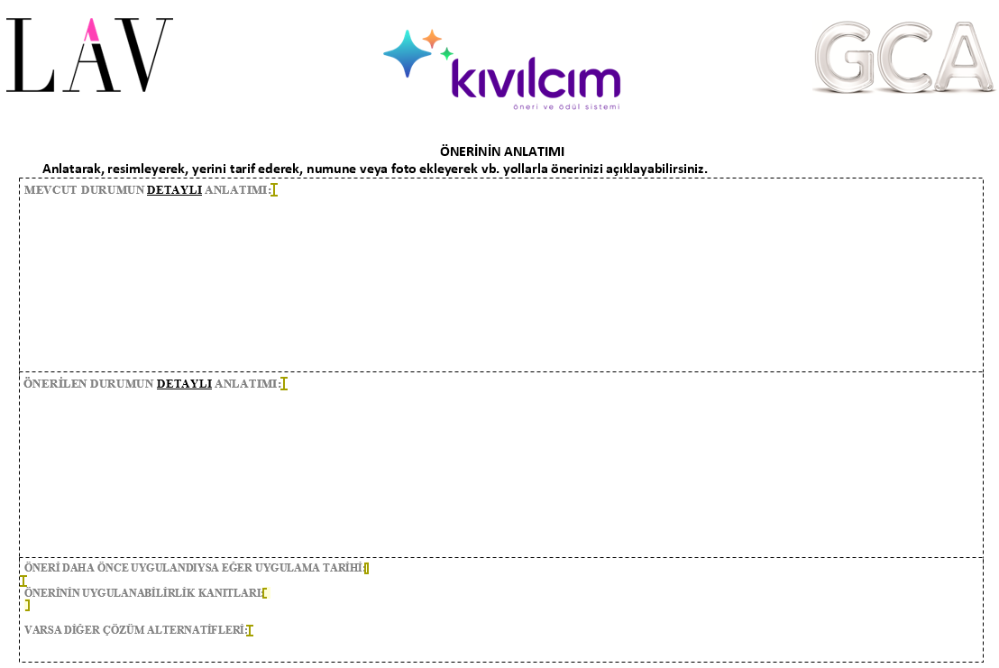 LAV
kıvılcım
öneri ve ödül sistemi
GCA
ÖNERİNİN ANLATIMI
Anlatarak, resimleyerek, yerini tarif ederek, numune veya foto ekleyerek vb. yollarla önerinizi açıklayabilirsiniz.
MEVCUT DURUMUN DETAYLI ANLATIMI:
ÖNERİLEN DURUMUN DETAYLI ANLATIMI:
ÖNERİ DAHA ÖNCE UYGULANDIYSA EĞER UYGULAMA TARİHİ:
ÖNERİNİN UYGULANABİLİRLİK KANITLARI:
VARSA DİĞER ÇÖZÜM ALTERNATİFLERİ: